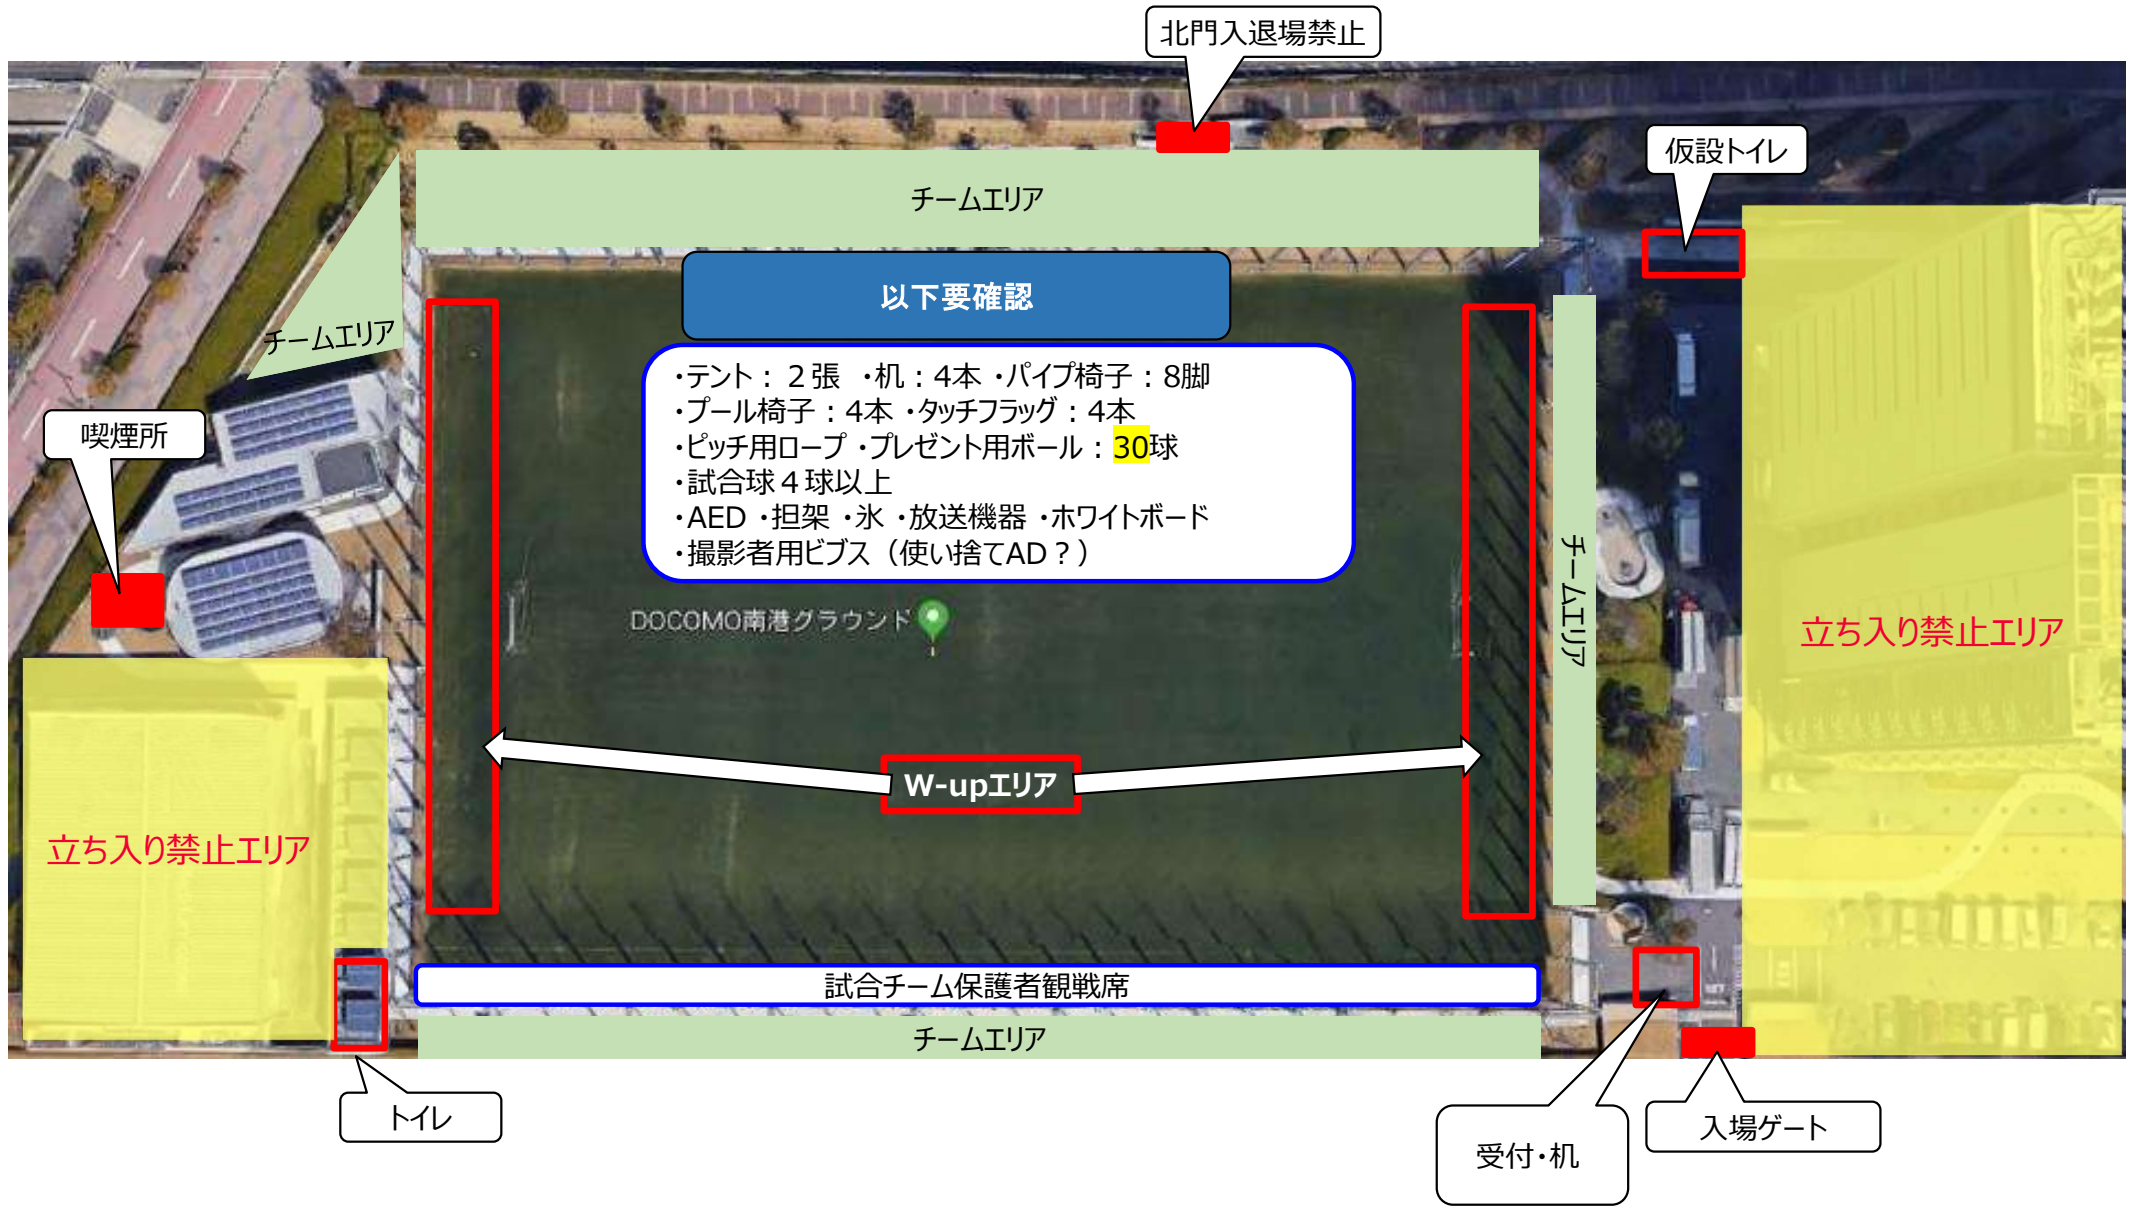 北門入退場禁止
仮設トイレ
チームエリア
チームエリア
以下要確認
・テント：２張 ・机：4本 ・パイプ椅子：8脚
・プール椅子：4本 ・タッチフラッグ：4本
・ピッチ用ロープ ・プレゼント用ボール：30球
・試合球４球以上
・AED ・担架 ・氷 ・放送機器 ・ホワイトボード
・撮影者用ビブス（使い捨てAD？）
喫煙所
チームエリア
DOCOMO南港グラウンド
立ち入り禁止エリア
W-upエリア
立ち入り禁止エリア
試合チーム保護者観戦席
チームエリア
トイレ
入場ゲート
受付・机